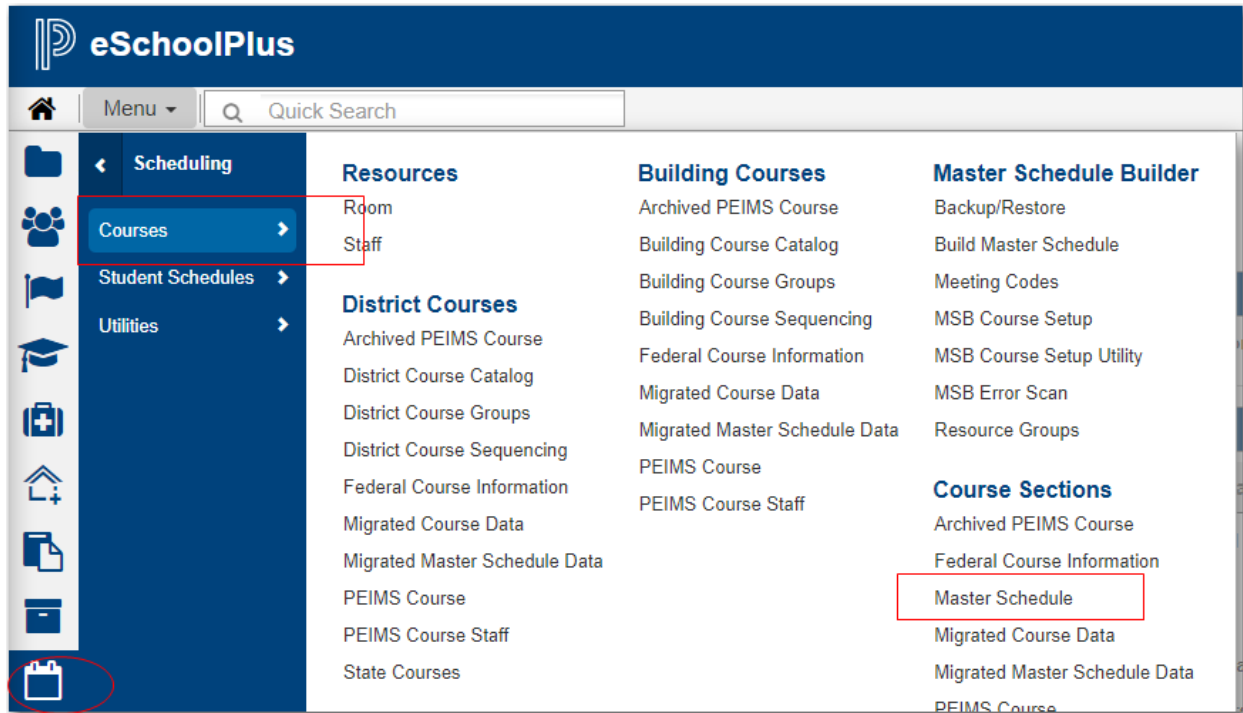 eSchoolPlus
Menu
Quick Search
Scheduling
Courses
Student Schedules
Utilities
Resources
Room
Staff
District Courses
Archived PEIMS Course
District Course Catalog
District Course Groups
District Course Sequencing
Federal Course Information
Migrated Course Data
Migrated Master Schedule Data
PEIMS Course
PEIMS Course Staff
State Courses
Building Courses
Archived PEIMS Course
Building Course Catalog
Building Course Groups
Building Course Sequencing
Federal Course Information
Migrated Course Data
Migrated Master Schedule Data
PEIMS Course
PEIMS Course Staff
Master Schedule Builder
Backup/Restore
Build Master Schedule
Meeting Codes
MSB Course Setup
MSB Course Setup Utility
MSB Error Scan
Resource Groups
Course Sections
Archived PEIMS Course
Federal Course Information
Master Schedule
Migrated Course Data
Migrated Master Schedule Data
PEIMS Course